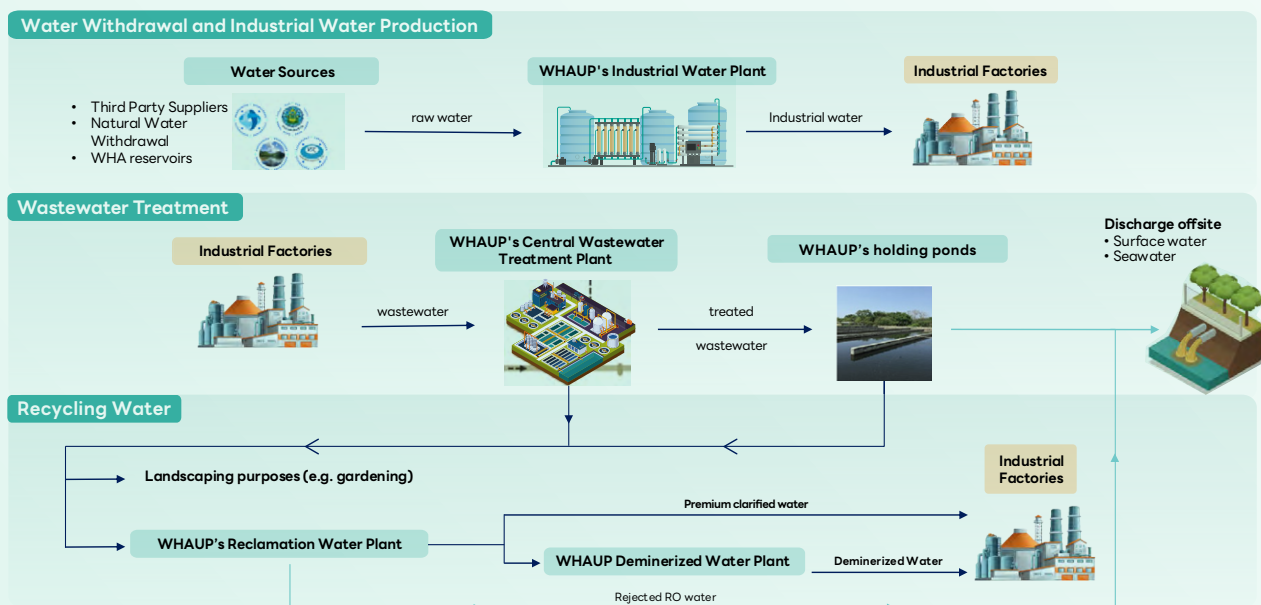 Water Withdrawal and Industrial Water Production
Water Sources
WHAUP's Industrial Water Plant
Industrial Factories
• Third Party Suppliers
• Natural Water
Withdrawal
• WHA reservoirs
raw water
Industrial water
Wastewater Treatment
Industrial Factories
WHAUP's Central Wastewater
Treatment Plant
WHAUP's holding ponds
Discharge offsite
• Surface water
• Seawater
wastewater
treated
wastewater
Recycling Water
Landscaping purposes (e.g. gardening)
Industrial
Factories
Premium clarified water
WHAUP's Reclamation Water Plant
WHAUP Deminerized Water Plant
Deminerized Water
Rejected RO water